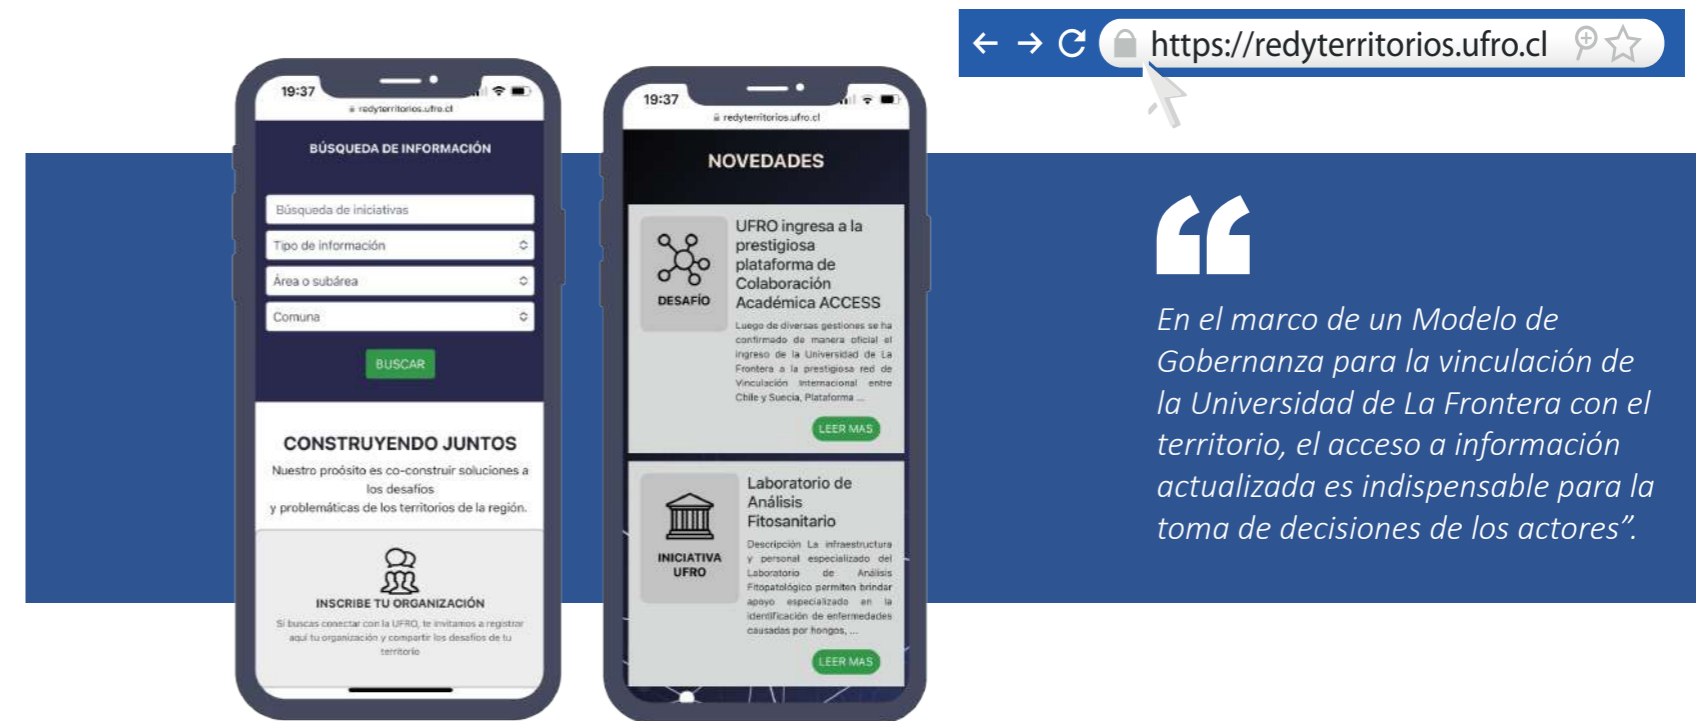 https://redyterritorios.ufro.cl
19:37
redyterritorios.ufro.cl
BÚSQUEDA DE INFORMACIÓN
Búsqueda de iniciativas
Tipo de información
Área o subárea
Comuna
BUSCAR
CONSTRUYENDO JUNTOS
Nuestro proósito es co-construir soluciones a
los desafíos
y problemáticas de los territorios de la región.
INSCRIBE TU ORGANIZACIÓN
Si buscas conectar con la UFRO, te invitamos a registrar
aquí tu organización y compartir los desafíos de tu
territorio
19:37
redyterritorios.ufro.cl
NOVEDADES
DESAFÍO
UFRO ingresa a la
prestigiosa
plataforma de
Colaboración
Académica ACCESS
Luego de diversas gestiones se ha
confirmado de manera oficial el
ingreso de la Universidad de La
Frontera a la prestigiosa red de
Vinculación Internacional entre
Chile y Suecia, Plataforma ...
LEER MAS
INICIATIVA
UFRO
Laboratorio de
Análisis
Fitosanitario
Descripción La infraestructura
y personal especializado del
Laboratorio de Análisis
Fitopatológico permiten brindar
apoyo especializado en la
identificación de enfermedades
causadas por hongos, ...
LEER MAS
“
En el marco de un Modelo de
Gobernanza para la vinculación de
la Universidad de La Frontera con el
territorio, el acceso a información
actualizada es indispensable para la
toma de decisiones de los actores”.